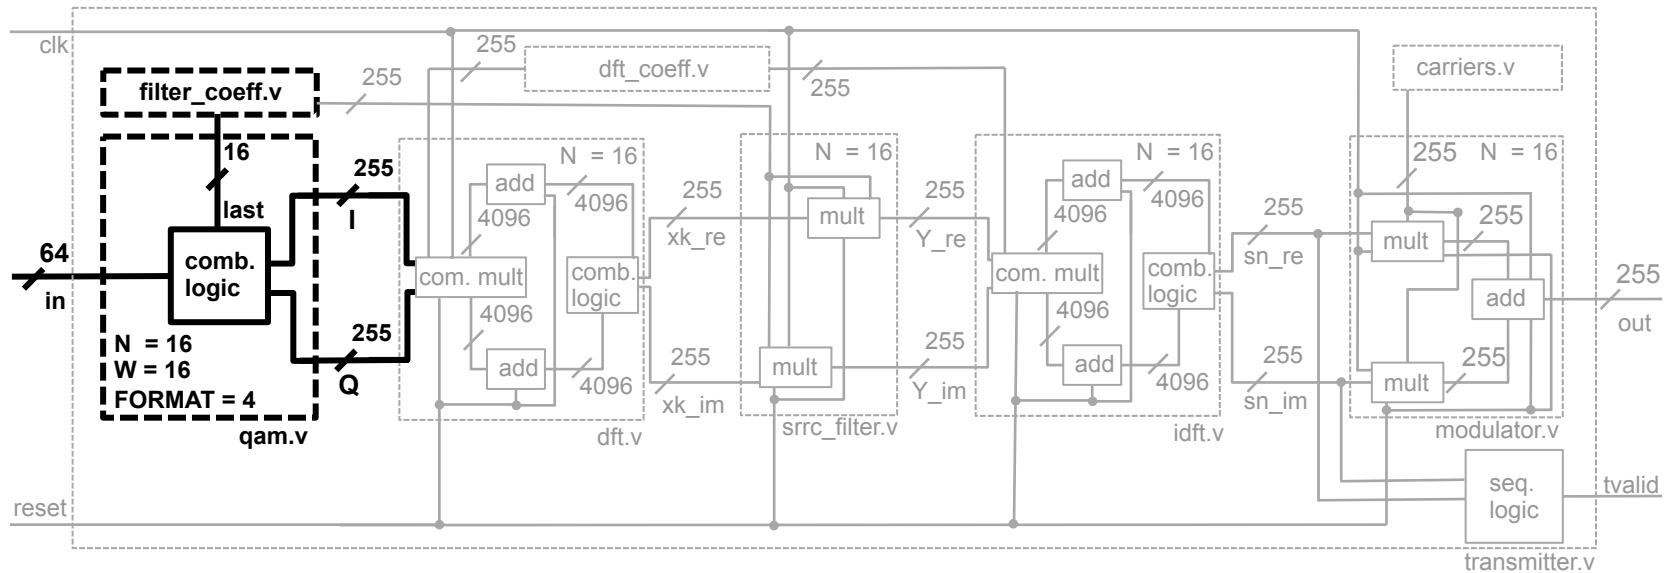 clk
255
dft_coeff.v
255
carriers.v
filter_coeff.v
255
16
last
255
I
64
in
comb.
logic
255
Q
N = 16
W = 16
FORMAT = 4
qam.v
N = 16
add
4096
4096
com. mult
comb.
logic
4096
add
4096
dft.v
255
xk_re
255
xk_im
N = 16
mult
mult
srrc_filter.v
255
Y_re
255
Y_im
N = 16
add
4096
4096
com. mult
comb.
logic
4096
add
4096
idft.v
255
sn_re
255
sn_im
255
N = 16
mult
255
add
mult
255
modulator.v
255
out
reset
seq.
logic
tvalid
transmitter.v